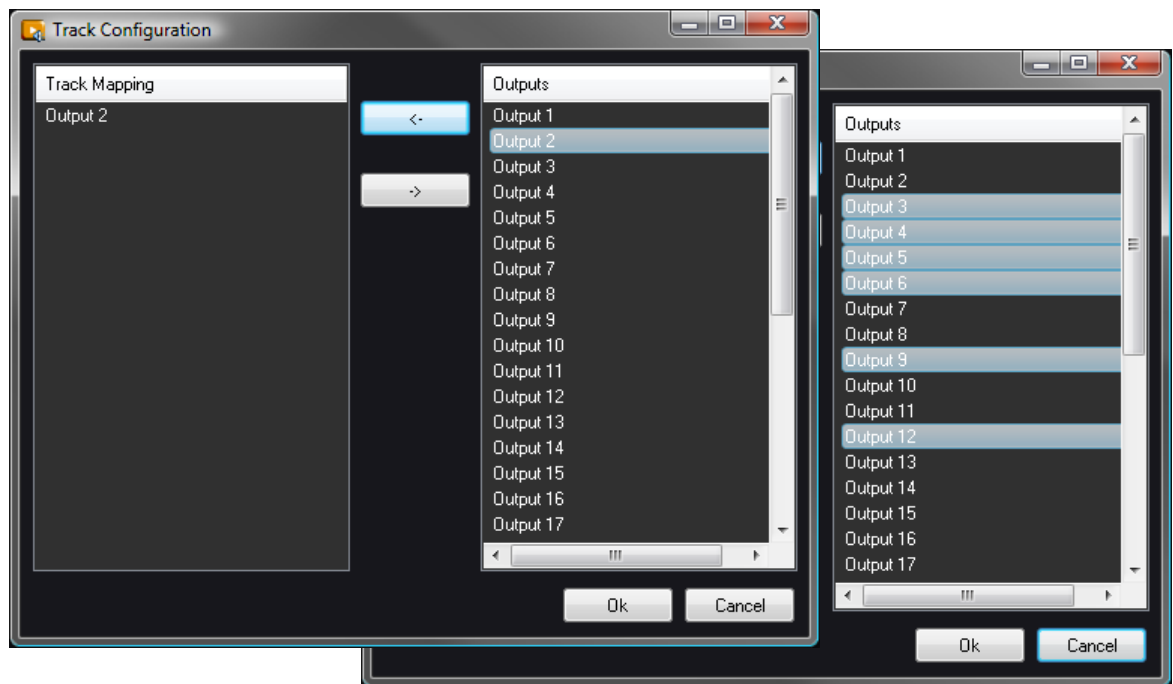 Track Configuration
Track Mapping
Output 2
<-
->
Outputs
Output 1
Output 2
Output 3
Output 4
Output 5
Output 6
Output 7
Output 8
Output 9
Output 10
Output 11
Output 12
Output 13
Output 14
Output 15
Output 16
Output 17
Ok
Cancel
Outputs
Output 1
Output 2
Output 3
Output 4
Output 5
Output 6
Output 7
Output 8
Output 9
Output 10
Output 11
Output 12
Output 13
Output 14
Output 15
Output 16
Output 17
Ok
Cancel